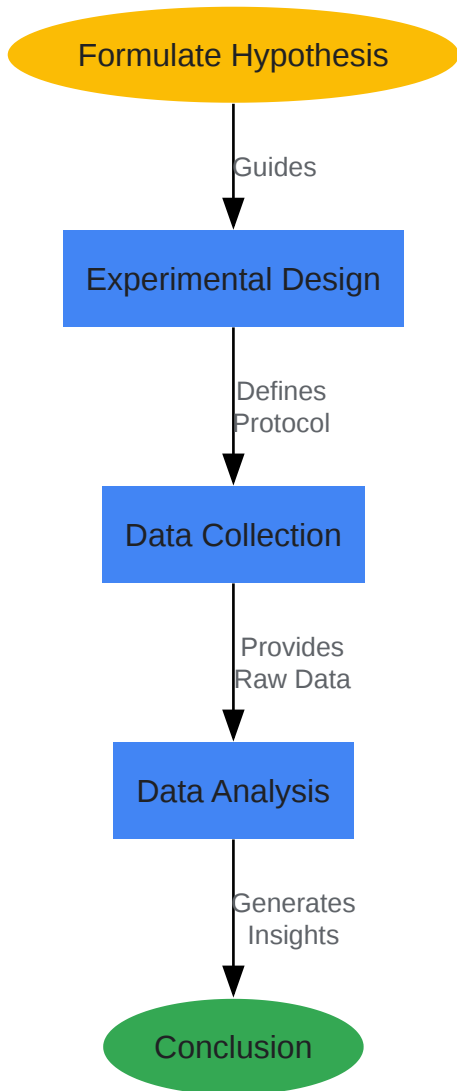 Formulate Hypothesis
Guides
Experimental Design
Defines
Protocol
Data Collection
Provides
Raw Data
Data Analysis
Generates
Insights
Conclusion